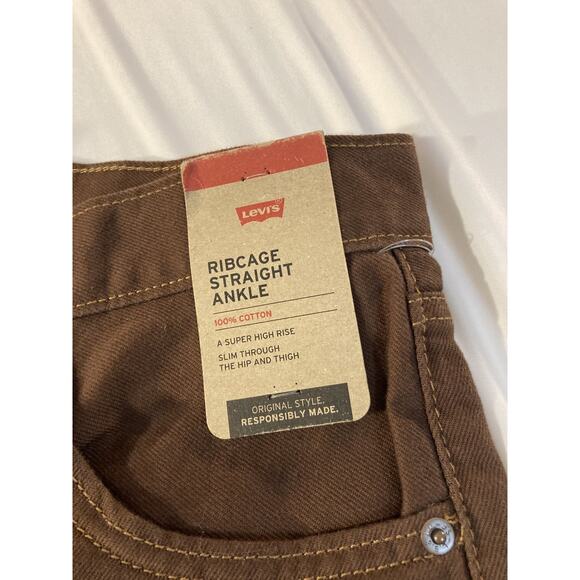 Levi's
RIBCAGE
STRAIGHT
ANKLE
100% COTTON
A SUPER HIGH RISE
SLIM THROUGH
THE HIP AND THIGH
ORIGINAL STYLE.
RESPONSIBLY MADE.